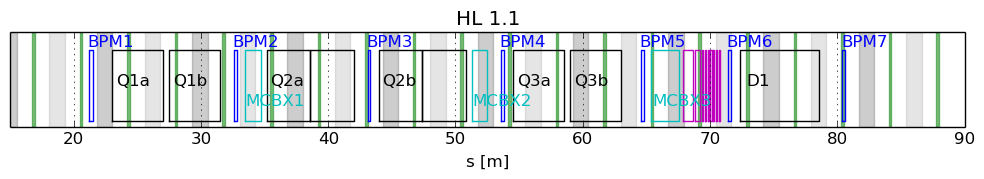 HL 1.1
BPM1 BPM2 BPM3 BPM4 BPM5 BPM6 BPM7
Q1a Q1b Q2a Q2b Q3a Q3b D1
MCBX1 MCBX2 MCBX3
20 30 40 50 60 70 80 90
s [m]